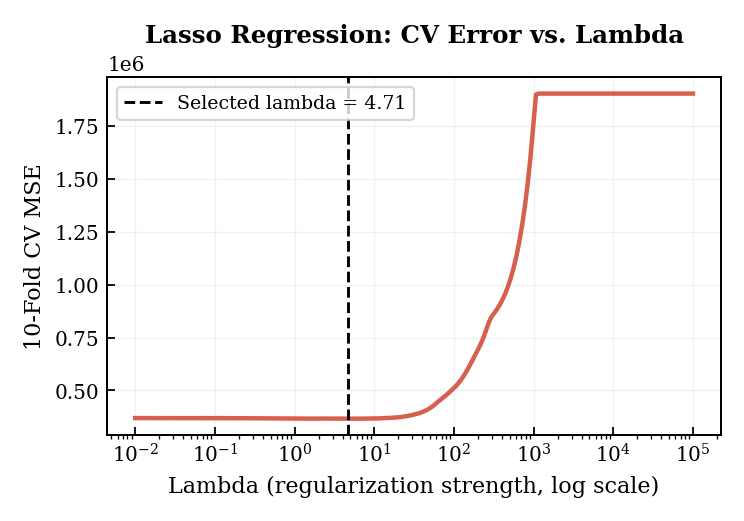 Lasso Regression: CV Error vs. Lambda
1e6
Selected lambda = 4.71
10-Fold CV MSE
1.75
1.50
1.25
1.00
0.75
0.50
10⁻² 10⁻¹ 10⁰ 10¹ 10² 10³ 10⁴ 10⁵
Lambda (regularization strength, log scale)